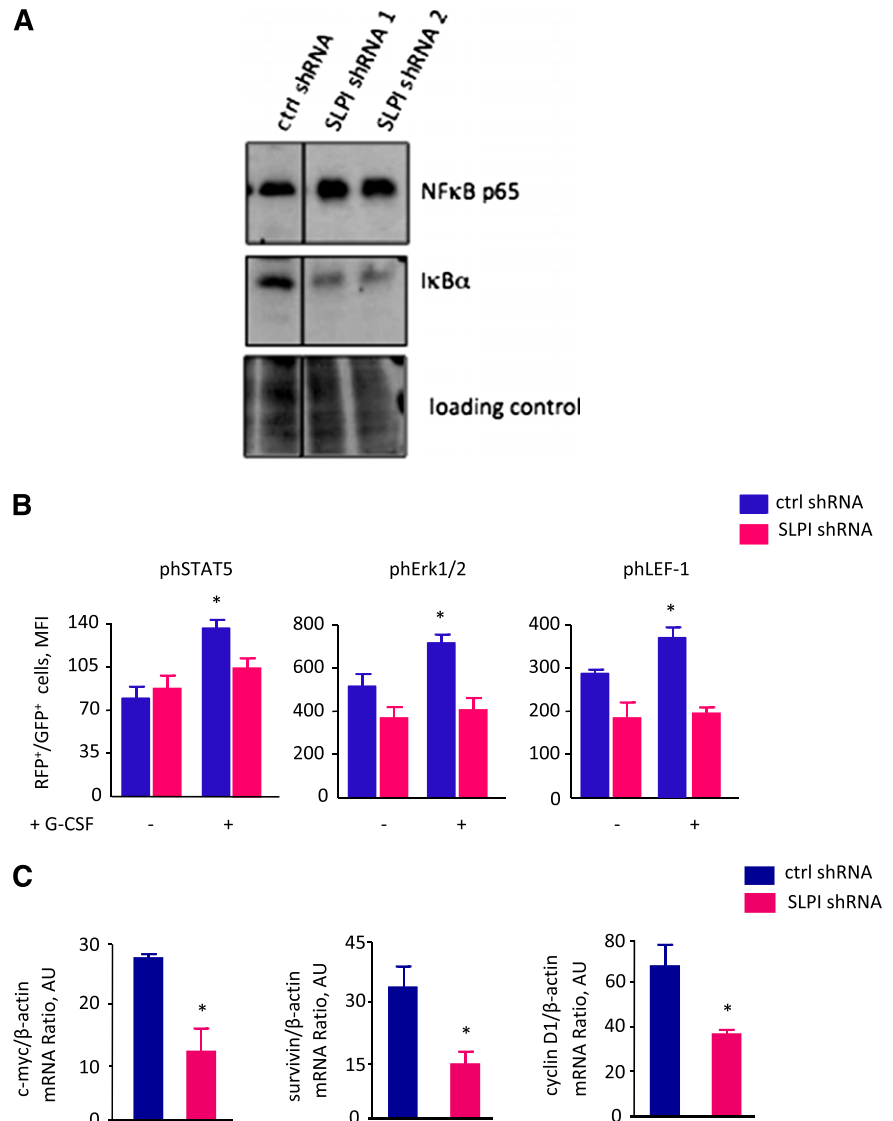 A
ctrl shRNA
SLPI shRNA 1
SLPI shRNA 2
NFκB p65
IκBα
loading control
B
ctrl shRNA
SLPI shRNA
phSTAT5
phErk1/2
phLEF-1
RFP⁺/GFP⁺ cells, MFI
140
105
70
35
0
*
800
600
400
200
0
*
400
300
200
100
0
*
+ G-CSF - + - + - +
C
ctrl shRNA
SLPI shRNA
c-myc/β-actin
mRNA Ratio, AU
30
20
10
0
*
survivin/β-actin
mRNA Ratio, AU
45
30
15
0
*
cyclin D1/β-actin
mRNA Ratio, AU
80
60
40
20
0
*